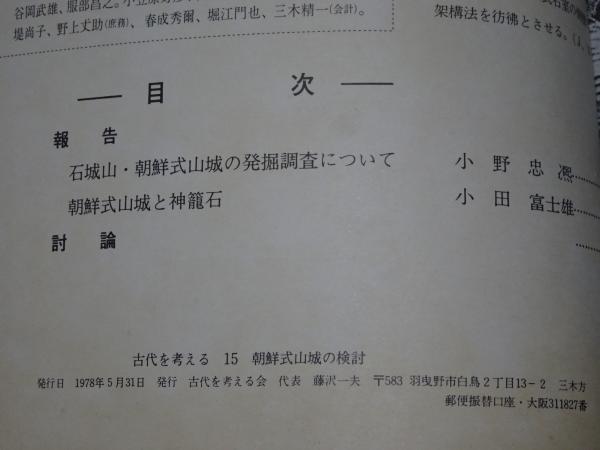 谷岡武雄、服部昌之。
堤尚子、野上丈助(庶務)、春成秀爾、堀江門也、三木精一(会計)。
架構法を彷彿とさせる。
目 次
報 告
石城山・朝鮮式山城の発掘調査について 小 野 忠 凞
朝鮮式山城と神籠石 小 田 富士雄
討 論
古代を考える 15 朝鮮式山城の検討
発行日 1978年5月31日 発行 古代を考える会 代表 藤沢一夫 〒583 羽曳野市白鳥2丁目13-2 三木方
郵便振替口座・大阪311827番